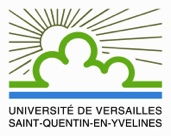 UNIVERSITÉ DE VERSAILLES
SAINT-QUENTIN-EN-YVELINES